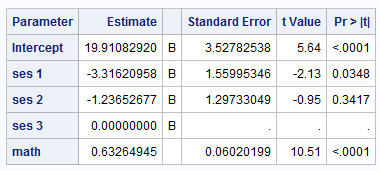 Parameter Estimate Standard Error t Value Pr > |t|
Intercept 19.91082920 B 3.52782538 5.64 <.0001
ses 1 -3.31620958 B 1.55995346 -2.13 0.0348
ses 2 -1.23652677 B 1.29733049 -0.95 0.3417
ses 3 0.00000000 B . . .
math 0.63264945 0.06020199 10.51 <.0001